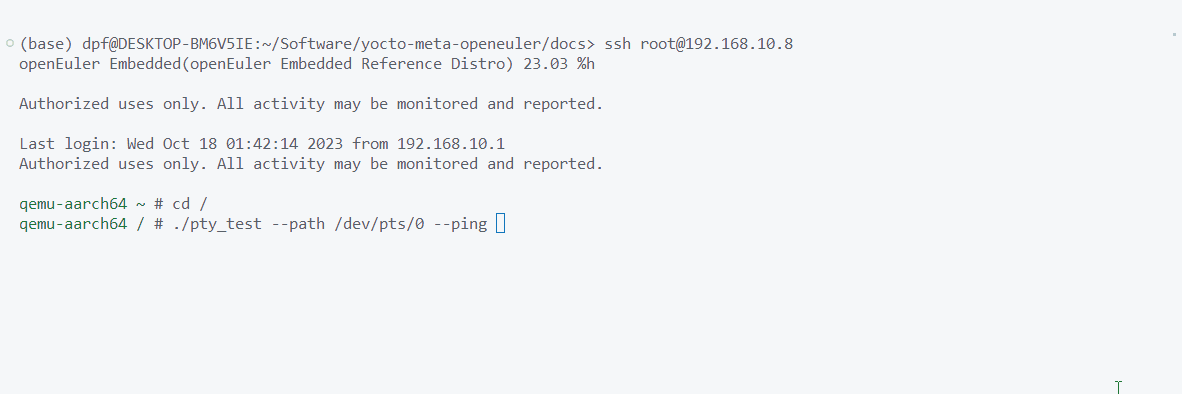 (base) dpf@DESKTOP-BM6V5IE:~/Software/yocto-meta-openeuler/docs> ssh root@192.168.10.8
openEuler Embedded(openEuler Embedded Reference Distro) 23.03 %h
Authorized uses only. All activity may be monitored and reported.
Last login: Wed Oct 18 01:42:14 2023 from 192.168.10.1
Authorized uses only. All activity may be monitored and reported.
qemu-aarch64 ~ # cd /
qemu-aarch64 / # ./pty_test --path /dev/pts/0 --ping